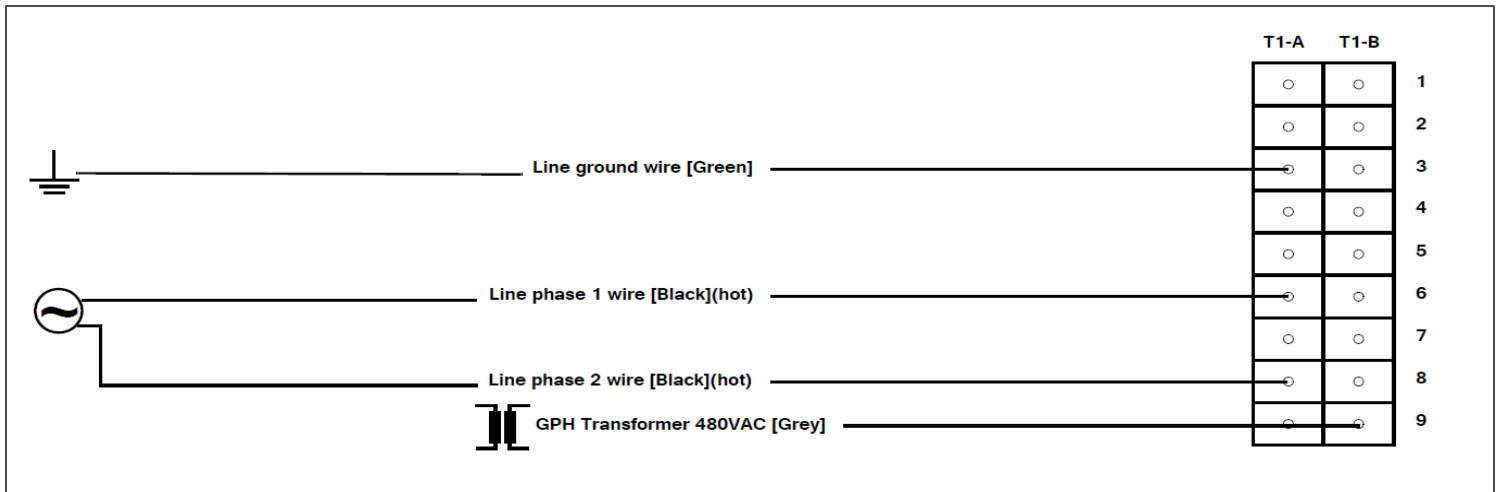 T1-A T1-B
1
2
Line ground wire [Green] 3
4
5
Line phase 1 wire [Black](hot) 6
7
Line phase 2 wire [Black](hot) 8
GPH Transformer 480VAC [Grey] 9